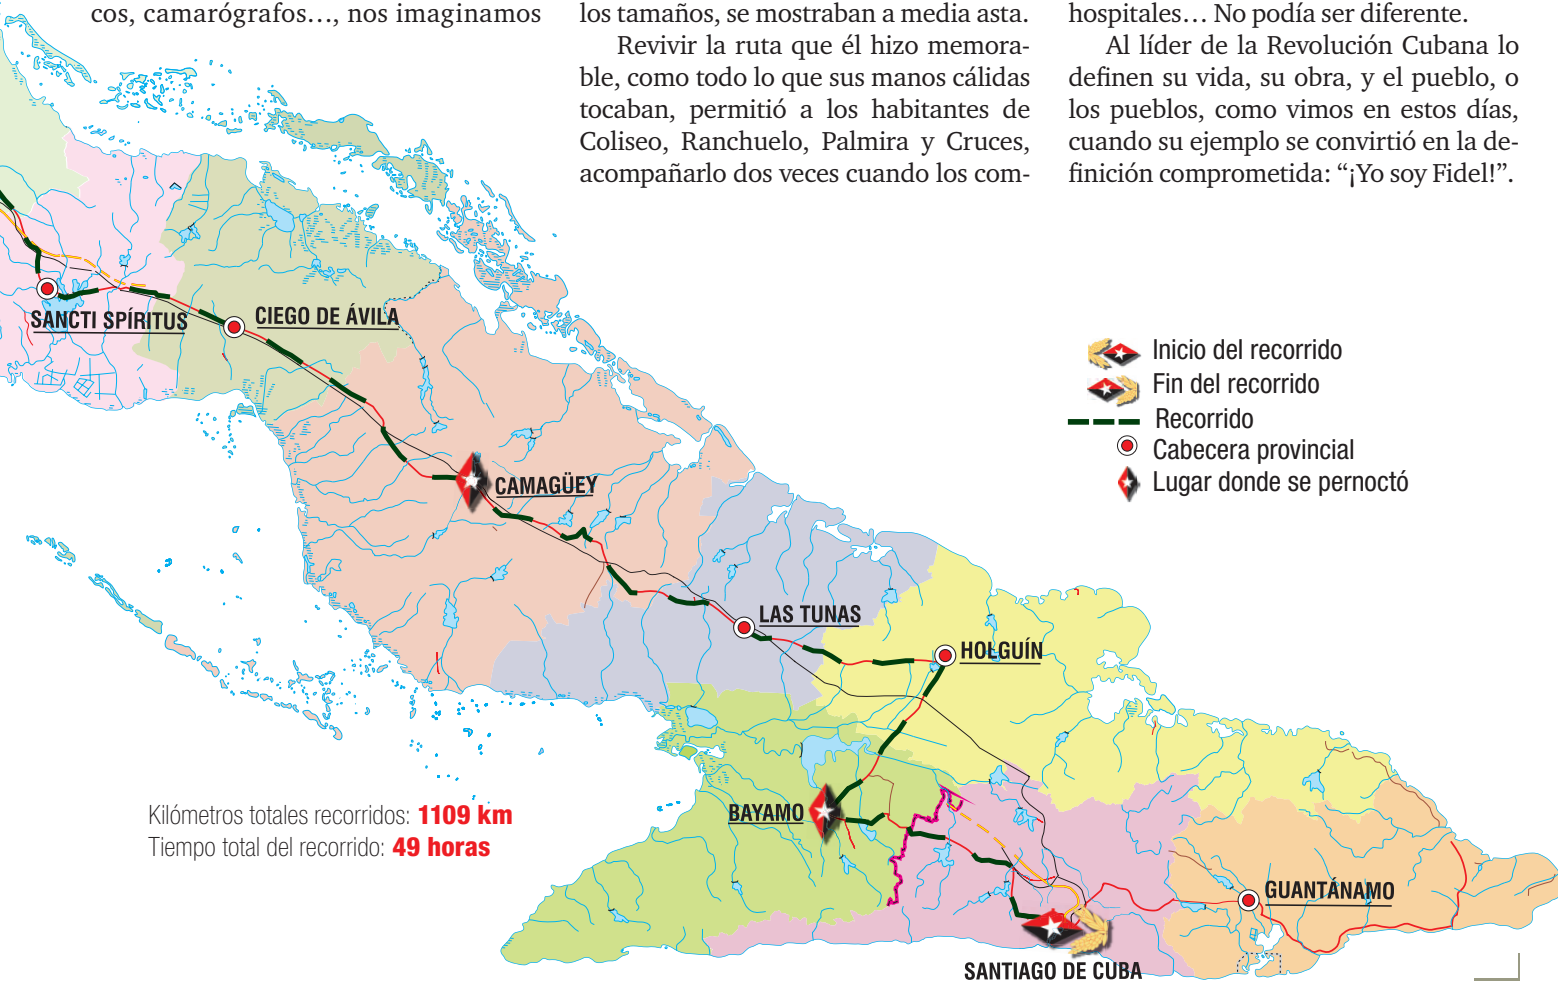 cos, camarógrafos…, nos imaginamos
los tamaños, se mostraban a media asta.
Revivir la ruta que él hizo memora-
ble, como todo lo que sus manos cálidas
tocaban, permitió a los habitantes de
Coliseo, Ranchuelo, Palmira y Cruces,
acompañarlo dos veces cuando los com-
hospitales… No podía ser diferente.
Al líder de la Revolución Cubana lo
definen su vida, su obra, y el pueblo, o
los pueblos, como vimos en estos días,
cuando su ejemplo se convirtió en la de-
finición comprometida: “¡Yo soy Fidel!”.
SANCTI SPÍRITUS
CIEGO DE ÁVILA
CAMAGÜEY
LAS TUNAS
HOLGUÍN
BAYAMO
GUANTÁNAMO
SANTIAGO DE CUBA
Inicio del recorrido
Fin del recorrido
Recorrido
Cabecera provincial
Lugar donde se pernoctó
Kilómetros totales recorridos: 1109 km
Tiempo total del recorrido: 49 horas